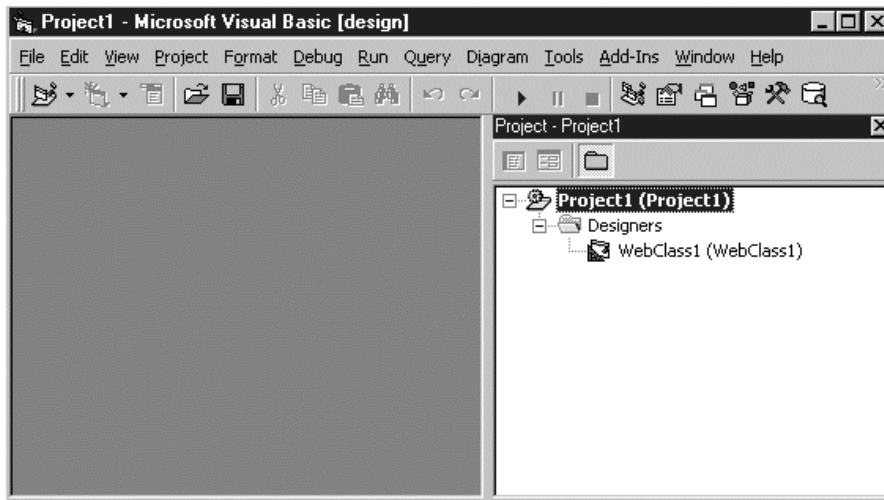 Project1 - Microsoft Visual Basic [design]
File Edit View Project Format Debug Run Query Diagram Tools Add-Ins Window Help
Project - Project1
Project1 (Project1)
Designers
WebClass1 (WebClass1)